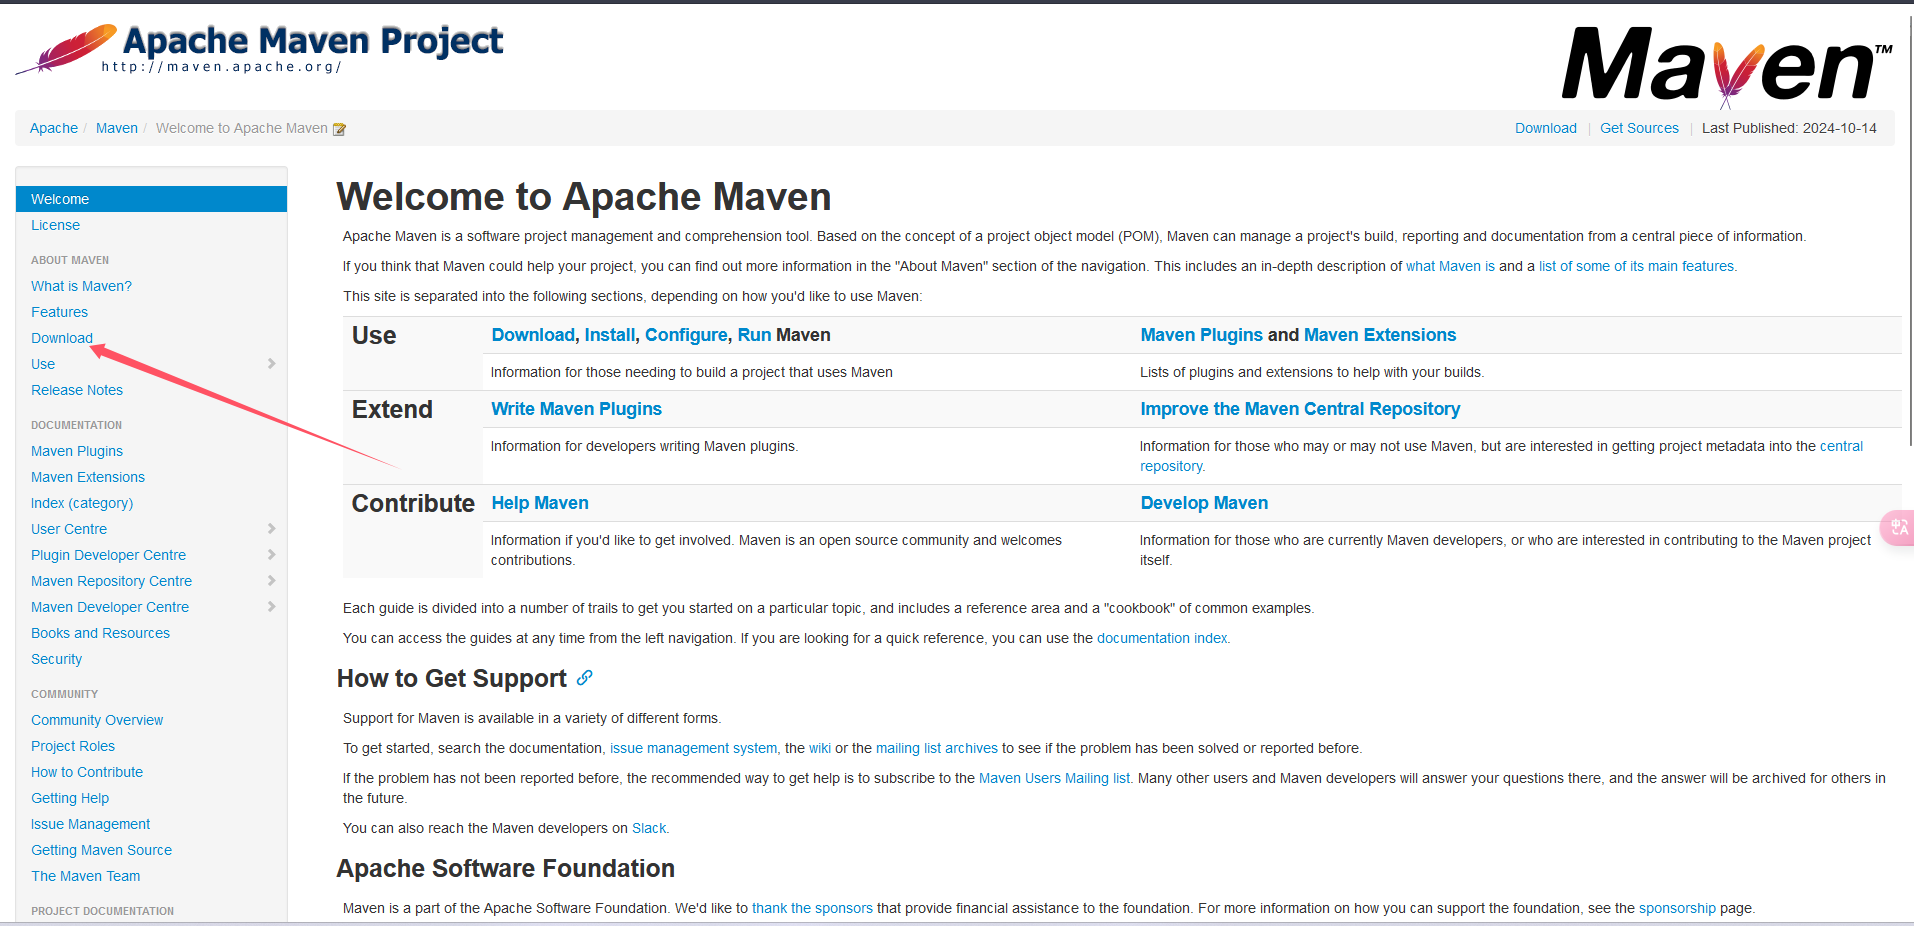 Apache Maven Project
http://maven.apache.org/
Maven™
Apache / Maven / Welcome to Apache Maven
Download | Get Sources | Last Published: 2024-10-14
Welcome
License
ABOUT MAVEN
What is Maven?
Features
Download
Use
Release Notes
DOCUMENTATION
Maven Plugins
Maven Extensions
Index (category)
User Centre
Plugin Developer Centre
Maven Repository Centre
Maven Developer Centre
Books and Resources
Security
COMMUNITY
Community Overview
Project Roles
How to Contribute
Getting Help
Issue Management
Getting Maven Source
The Maven Team
PROJECT DOCUMENTATION
Welcome to Apache Maven
Apache Maven is a software project management and comprehension tool. Based on the concept of a project object model (POM), Maven can manage a project's build, reporting and documentation from a central piece of information.
If you think that Maven could help your project, you can find out more information in the "About Maven" section of the navigation. This includes an in-depth description of what Maven is and a list of some of its main features.
This site is separated into the following sections, depending on how you'd like to use Maven:
Use
Download, Install, Configure, Run Maven
Maven Plugins and Maven Extensions
Information for those needing to build a project that uses Maven
Lists of plugins and extensions to help with your builds.
Extend
Write Maven Plugins
Improve the Maven Central Repository
Information for developers writing Maven plugins.
Information for those who may or may not use Maven, but are interested in getting project metadata into the central
repository.
Contribute
Help Maven
Develop Maven
Information if you'd like to get involved. Maven is an open source community and welcomes
contributions.
Information for those who are currently Maven developers, or who are interested in contributing to the Maven project
itself.
中A
Each guide is divided into a number of trails to get you started on a particular topic, and includes a reference area and a "cookbook" of common examples.
You can access the guides at any time from the left navigation. If you are looking for a quick reference, you can use the documentation index.
How to Get Support
Support for Maven is available in a variety of different forms.
To get started, search the documentation, issue management system, the wiki or the mailing list archives to see if the problem has been solved or reported before.
If the problem has not been reported before, the recommended way to get help is to subscribe to the Maven Users Mailing list. Many other users and Maven developers will answer your questions there, and the answer will be archived for others in
the future.
You can also reach the Maven developers on Slack.
Apache Software Foundation
Maven is a part of the Apache Software Foundation. We'd like to thank the sponsors that provide financial assistance to the foundation. For more information on how you can support the foundation, see the sponsorship page.